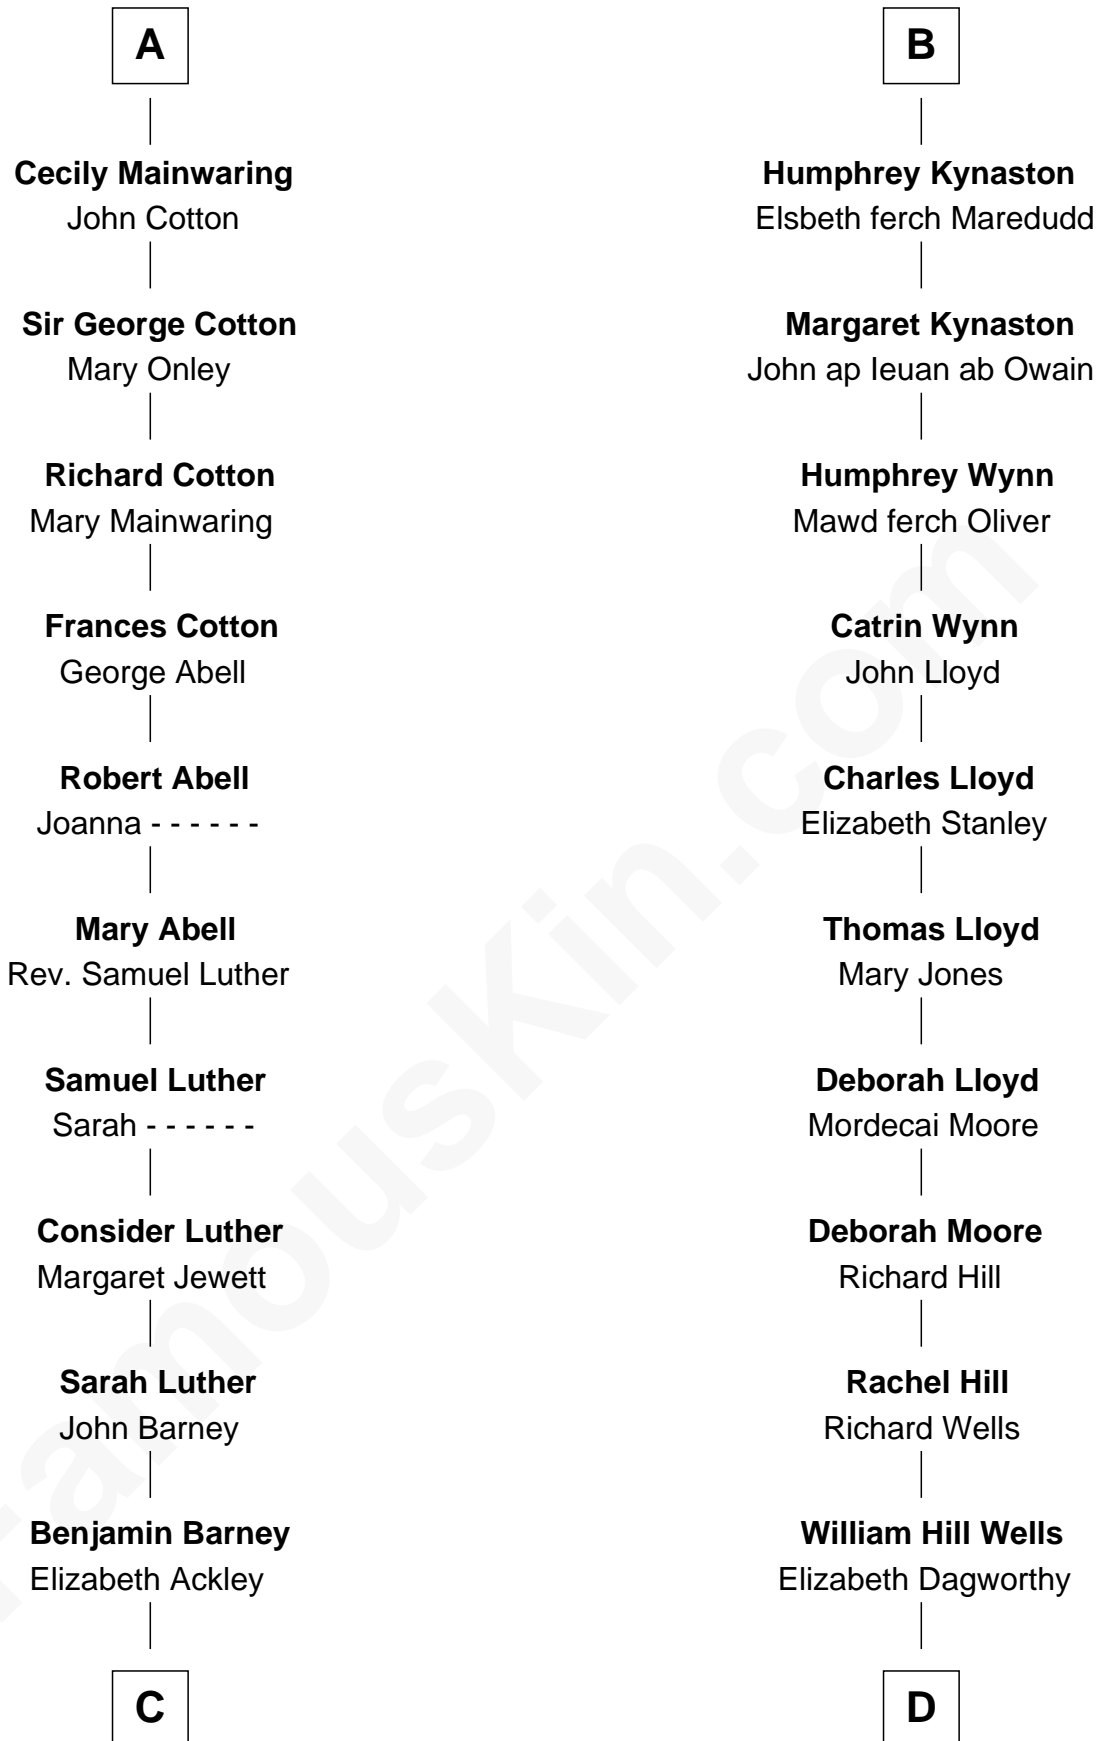 A
Cecily Mainwaring
John Cotton
Sir George Cotton
Mary Onley
Richard Cotton
Mary Mainwaring
Frances Cotton
George Abell
Robert Abell
Joanna - - - - - -
Mary Abell
Rev. Samuel Luther
Samuel Luther
Sarah - - - - - -
Consider Luther
Margaret Jewett
Sarah Luther
John Barney
Benjamin Barney
Elizabeth Ackley
C
B
Humphrey Kynaston
Elsbeth ferch Maredudd
Margaret Kynaston
John ap Ieuan ab Owain
Humphrey Wynn
Mawd ferch Oliver
Catrin Wynn
John Lloyd
Charles Lloyd
Elizabeth Stanley
Thomas Lloyd
Mary Jones
Deborah Lloyd
Mordecai Moore
Deborah Moore
Richard Hill
Rachel Hill
Richard Wells
William Hill Wells
Elizabeth Dagworthy
D
FamousKin.com